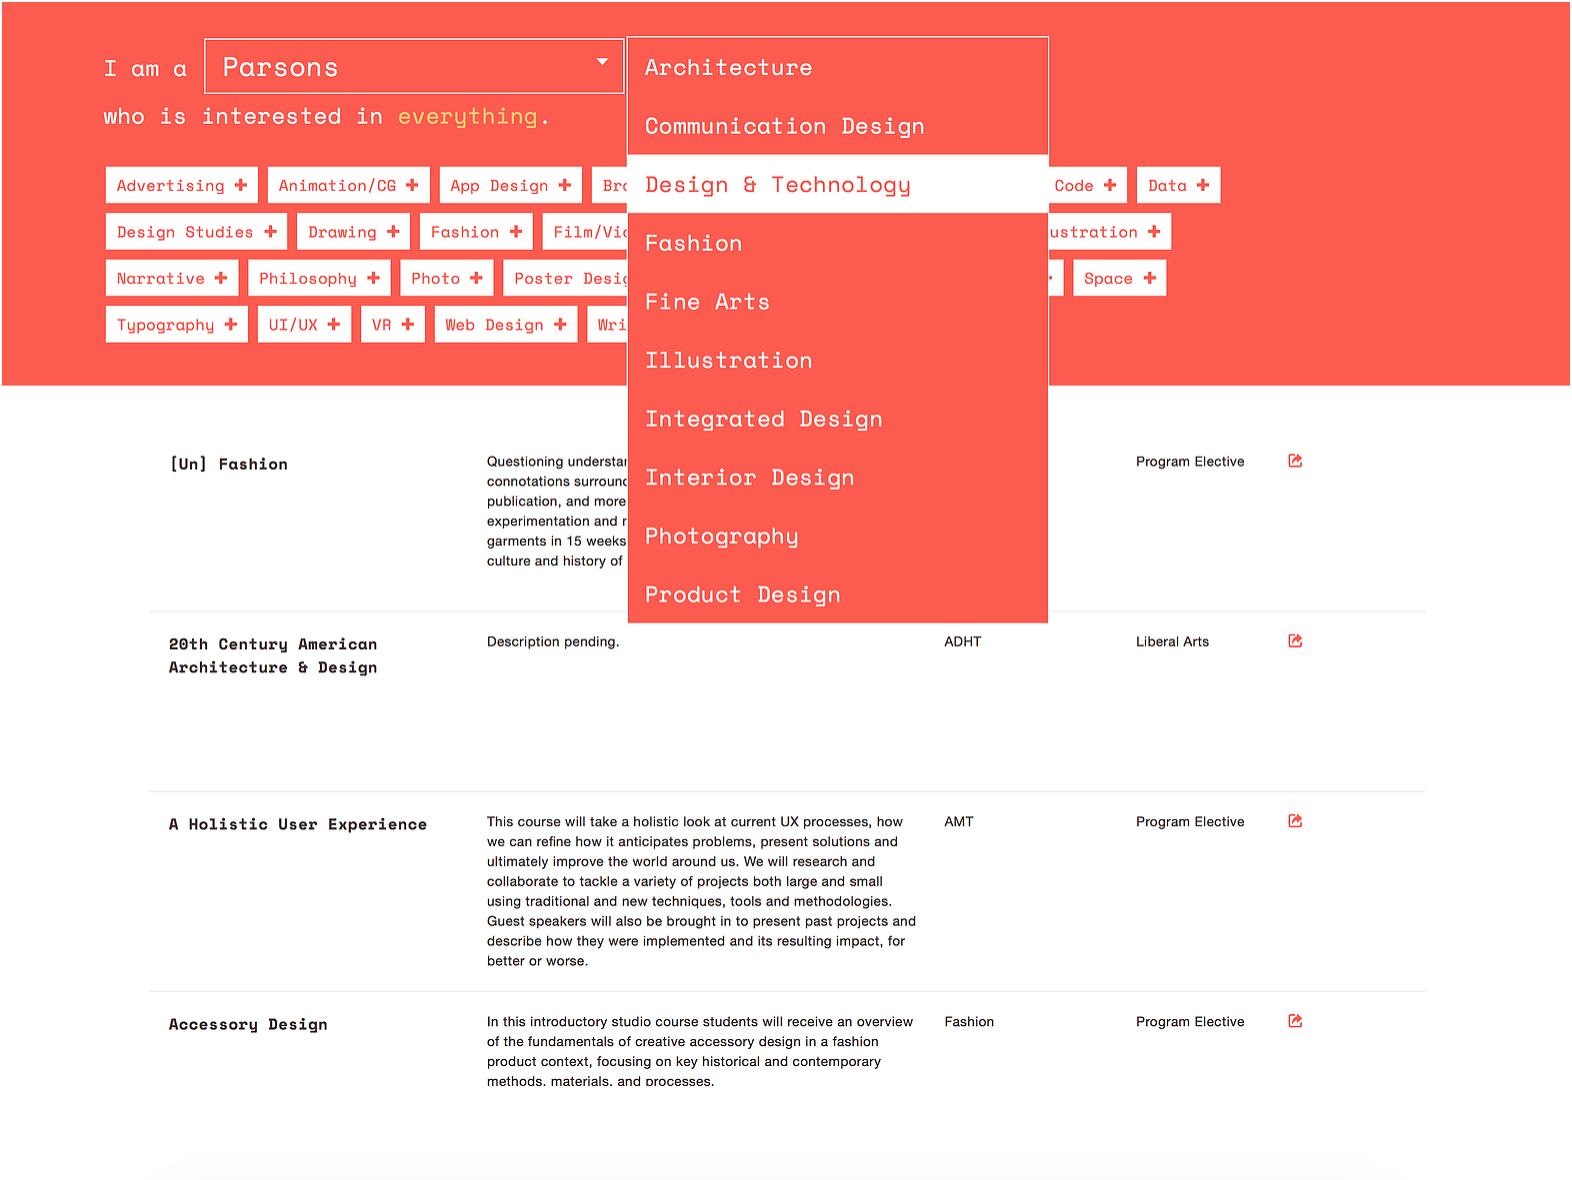 I am a Parsons
who is interested in everything.
Architecture
Communication Design
Design & Technology
Fashion
Fine Arts
Illustration
Integrated Design
Interior Design
Photography
Product Design
Advertising + Animation/CG + App Design + Code + Data +
Design Studies + Drawing + Fashion +
Narrative + Philosophy + Photo + Poster Space +
Typography + UI/UX + VR + Web Design +
[Un] Fashion
Questioning
connotations
publication, and more
experimentation and
garments in 15 weeks
culture and history of
Program Elective
20th Century American
Architecture & Design
Description pending.
ADHT
Liberal Arts
A Holistic User Experience
This course will take a holistic look at current UX processes, how
we can refine how it anticipates problems, present solutions and
ultimately improve the world around us. We will research and
collaborate to tackle a variety of projects both large and small
using traditional and new techniques, tools and methodologies.
Guest speakers will also be brought in to present past projects and
describe how they were implemented and its resulting impact, for
better or worse.
AMT
Program Elective
Accessory Design
In this introductory studio course students will receive an overview
of the fundamentals of creative accessory design in a fashion
product context, focusing on key historical and contemporary
methods, materials, and processes.
Fashion
Program Elective